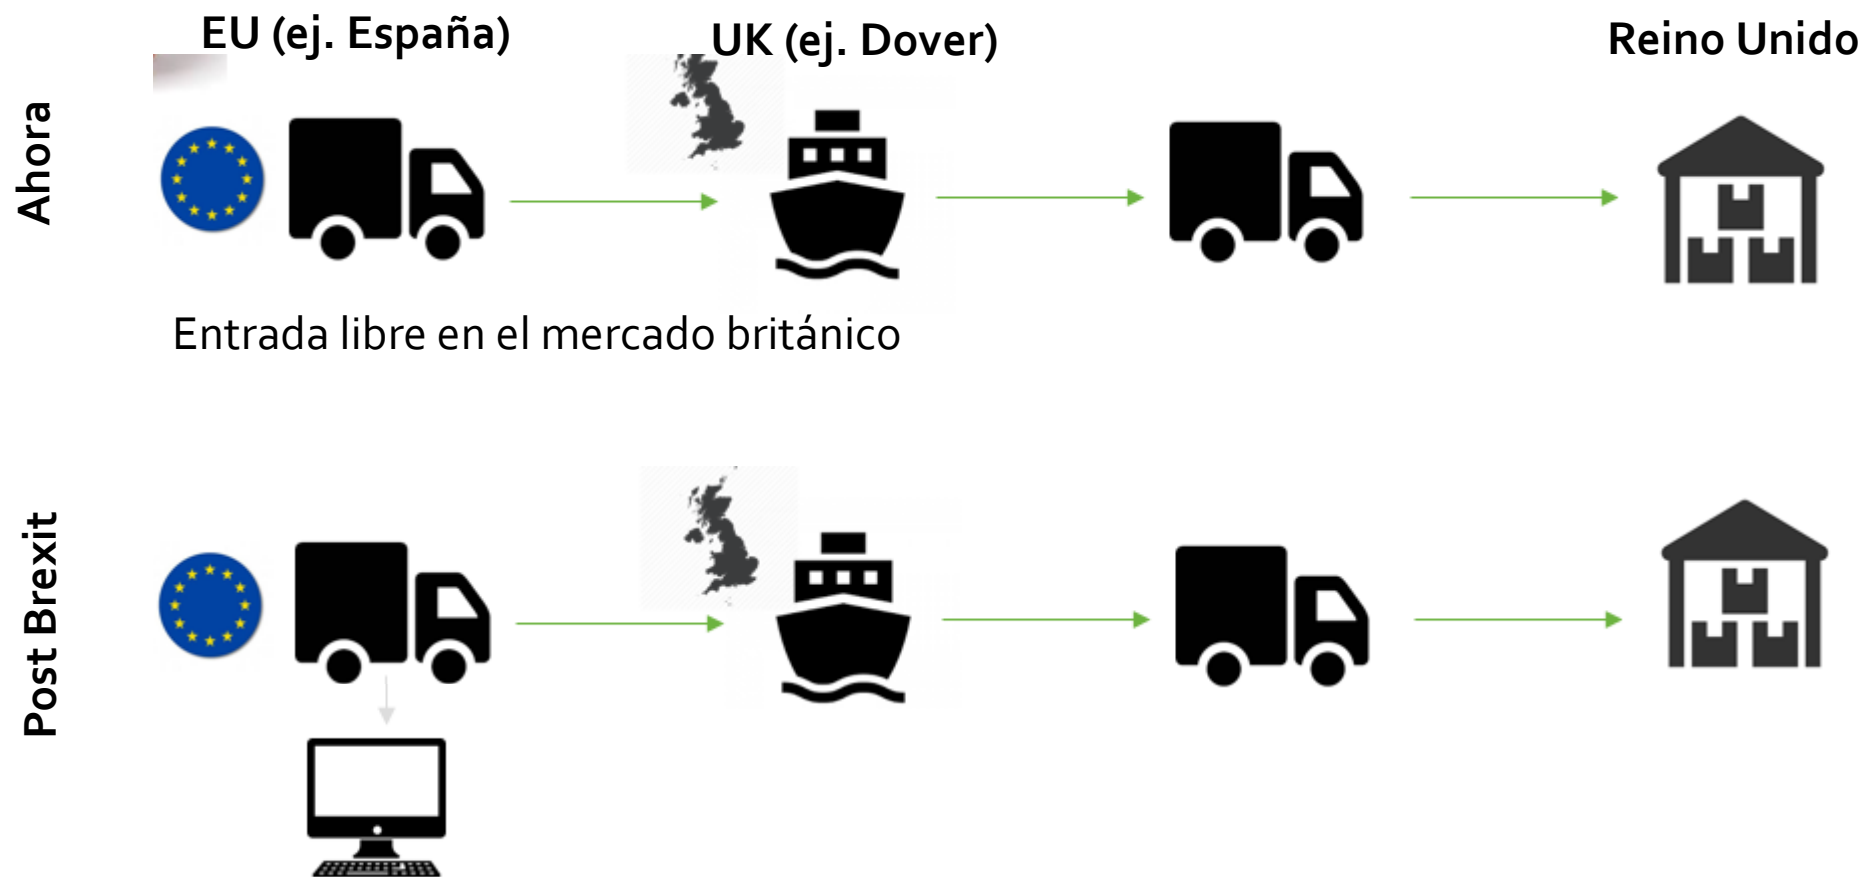 EU (ej. España)
UK (ej. Dover)
Reino Unido
Ahora
Entrada libre en el mercado británico
Post Brexit